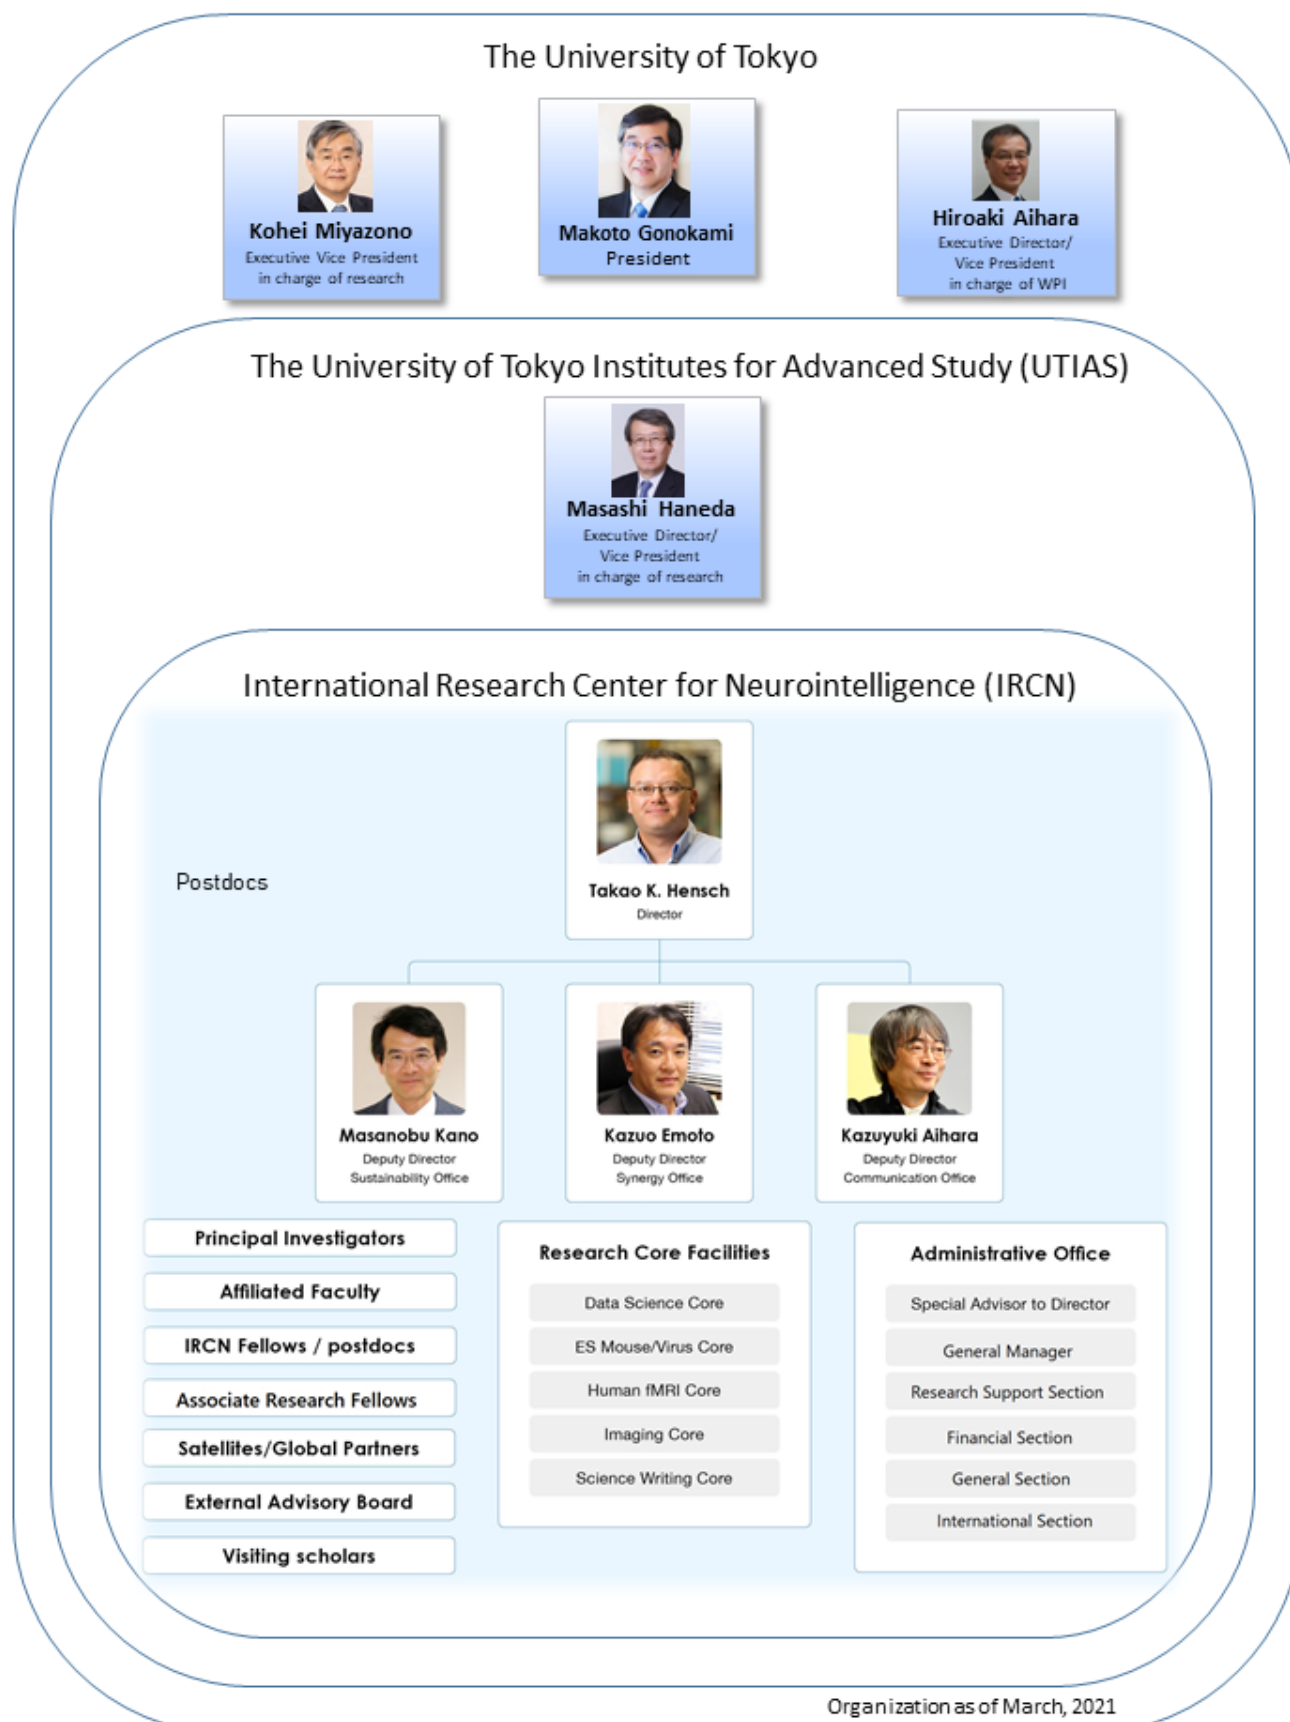 The University of Tokyo
Kohei Miyazono
Executive Vice President
in charge of research
Makoto Gonokami
President
Hiroaki Aihara
Executive Director/
Vice President
in charge of WPI
The University of Tokyo Institutes for Advanced Study (UTIAS)
Masashi Haneda
Executive Director/
Vice President
in charge of research
International Research Center for Neurointelligence (IRCN)
Postdocs
Takao K. Hensch
Director
Masanobu Kano
Deputy Director
Sustainability Office
Kazuo Emoto
Deputy Director
Synergy Office
Kazuyuki Aihara
Deputy Director
Communication Office
Principal Investigators
Affiliated Faculty
IRCN Fellows / postdocs
Associate Research Fellows
Satellites/Global Partners
External Advisory Board
Visiting scholars
Research Core Facilities
Data Science Core
ES Mouse/Virus Core
Human fMRI Core
Imaging Core
Science Writing Core
Administrative Office
Special Advisor to Director
General Manager
Research Support Section
Financial Section
General Section
International Section
Organization as of March, 2021